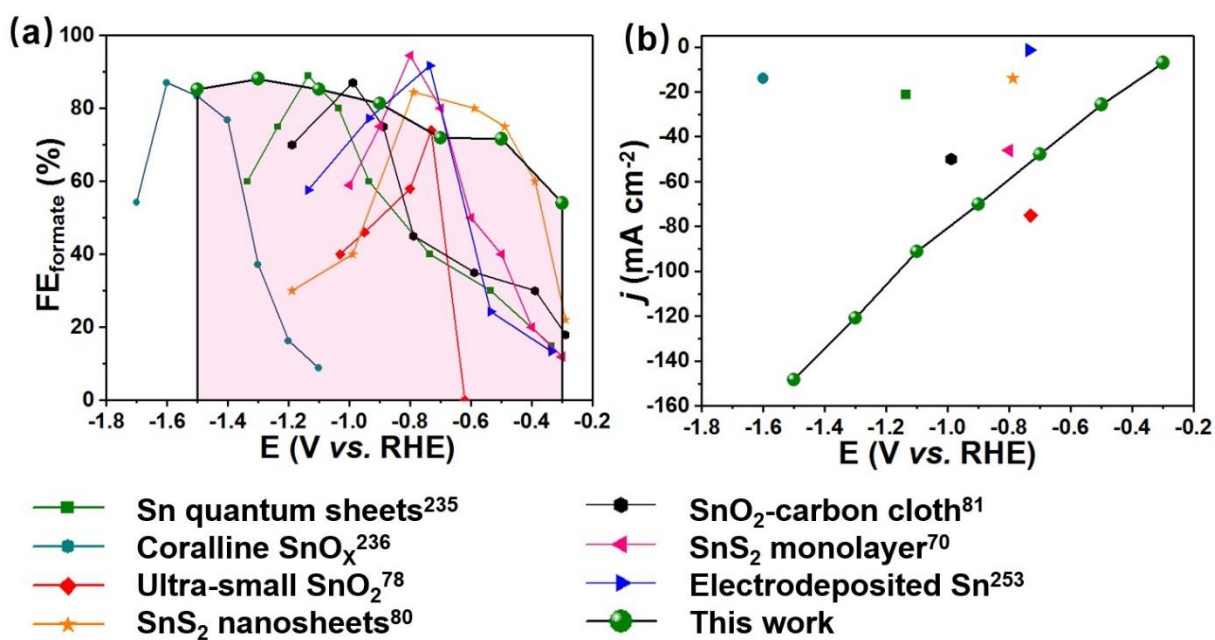 (a)
100
80
60
40
20
0
FE_formate (%)
-1.8 -1.6 -1.4 -1.2 -1.0 -0.8 -0.6 -0.4 -0.2
E (V vs. RHE)
(b)
0
-20
-40
-60
-80
-100
-120
-140
-160
j (mA cm⁻²)
-1.8 -1.6 -1.4 -1.2 -1.0 -0.8 -0.6 -0.4 -0.2
E (V vs. RHE)
Sn quantum sheets²³⁵
Coralline SnOₓ²³⁶
Ultra-small SnO₂⁷⁸
SnS₂ nanosheets⁸⁰
SnO₂-carbon cloth⁸¹
SnS₂ monolayer⁷⁰
Electrodeposited Sn²⁵³
This work